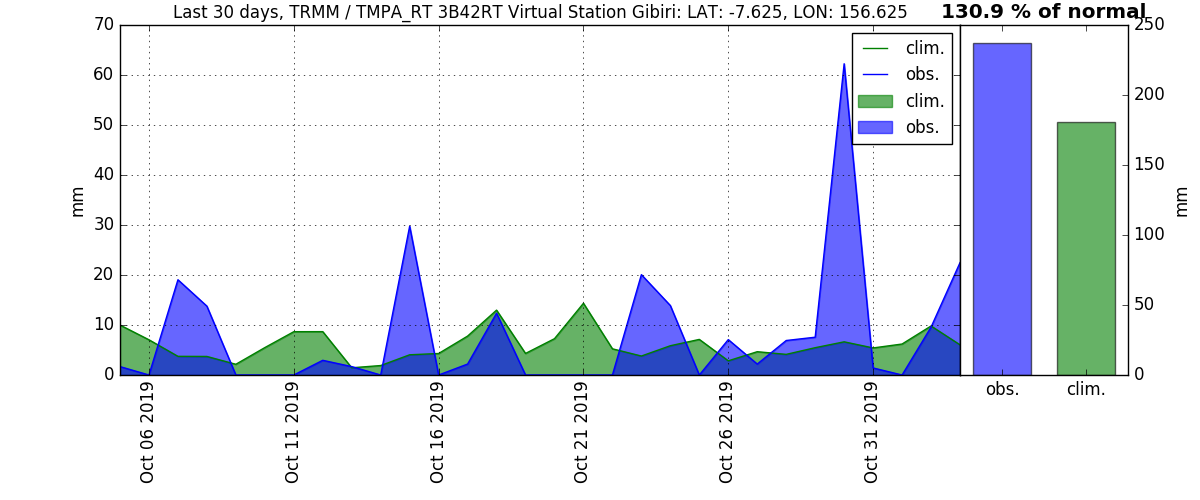 Last 30 days, TRMM / TMPA_RT 3B42RT Virtual Station Gibiri: LAT: -7.625, LON: 156.625
130.9 % of normal
70
60
50
40
30
20
10
0
mm
clim.
obs.
clim.
obs.
Oct 06 2019
Oct 11 2019
Oct 16 2019
Oct 21 2019
Oct 26 2019
Oct 31 2019
250
200
150
100
50
0
mm
obs.
clim.